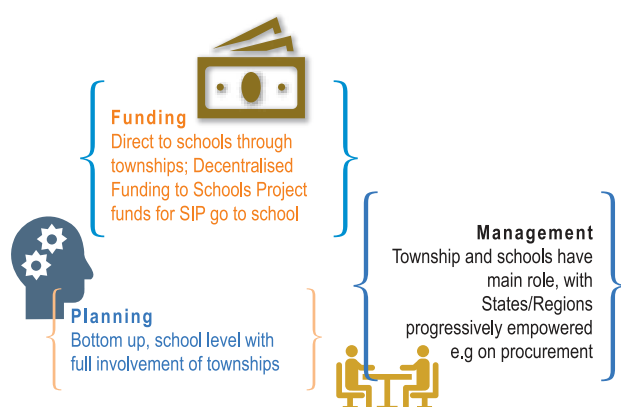 Funding
Direct to schools through
townships; Decentralised
Funding to Schools Project
funds for SIP go to school
Management
Township and schools have
main role, with
States/Regions
progressively empowered
e.g on procurement
Planning
Bottom up, school level with
full involvement of townships